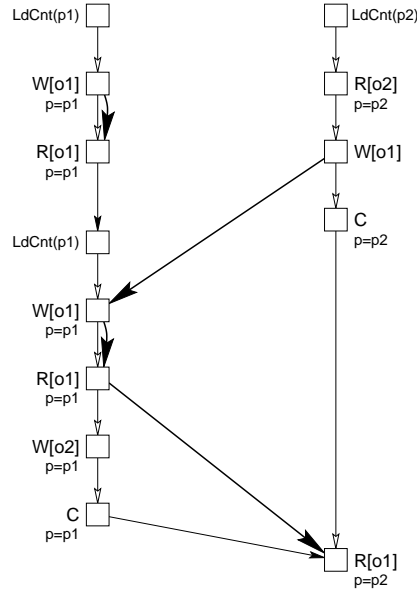 LdCnt(p1)
W[o1]
p=p1
R[o1]
p=p1
LdCnt(p1)
W[o1]
p=p1
R[o1]
p=p1
W[o2]
p=p1
C
p=p1
LdCnt(p2)
R[o2]
p=p2
W[o1]
C
p=p2
R[o1]
p=p2